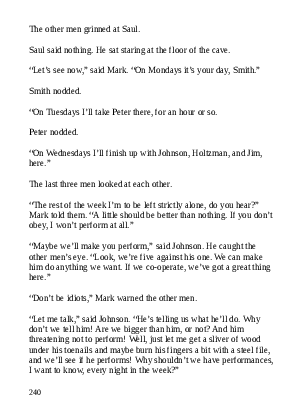 The other men grinned at Saul.
Saul said nothing. He sat staring at the floor of the cave.
“Let’s see now,” said Mark. “On Mondays it’s your day, Smith.”
Smith nodded.
“On Tuesdays I’ll take Peter there, for an hour or so.
Peter nodded.
“On Wednesdays I’ll finish up with Johnson, Holtzman, and Jim,
here.”
The last three men looked at each other.
“The rest of the week I’m to be left strictly alone, do you hear?”
Mark told them. “A little should be better than nothing. If you don’t
obey, I won’t perform at all.”
“Maybe we’ll make you perform,” said Johnson. He caught the
other men’s eye. “Look, we’re five against his one. We can make
him do anything we want. If we co-operate, we’ve got a great thing
here.”
“Don’t be idiots,” Mark warned the other men.
“Let me talk,” said Johnson. “He’s telling us what he’ll do. Why
don’t we tell him! Are we bigger than him, or not? And him
threatening not to perform! Well, just let me get a sliver of wood
under his toenails and maybe burn his fingers a bit with a steel file,
and we’ll see if he performs! Why shouldn’t we have performances,
I want to know, every night in the week?”
240